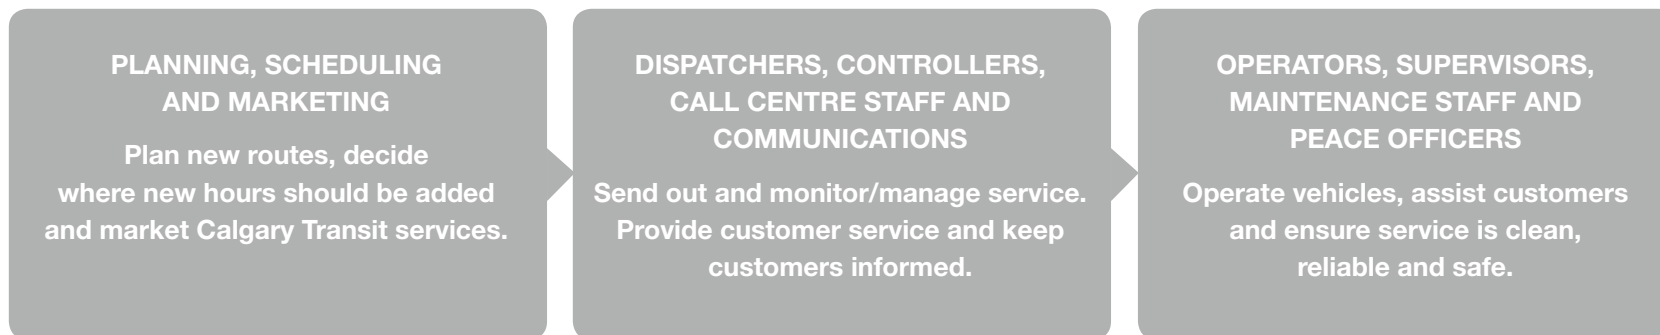 PLANNING, SCHEDULING
AND MARKETING
Plan new routes, decide
where new hours should be added
and market Calgary Transit services.
DISPATCHERS, CONTROLLERS,
CALL CENTRE STAFF AND
COMMUNICATIONS
Send out and monitor/manage service.
Provide customer service and keep
customers informed.
OPERATORS, SUPERVISORS,
MAINTENANCE STAFF AND
PEACE OFFICERS
Operate vehicles, assist customers
and ensure service is clean,
reliable and safe.